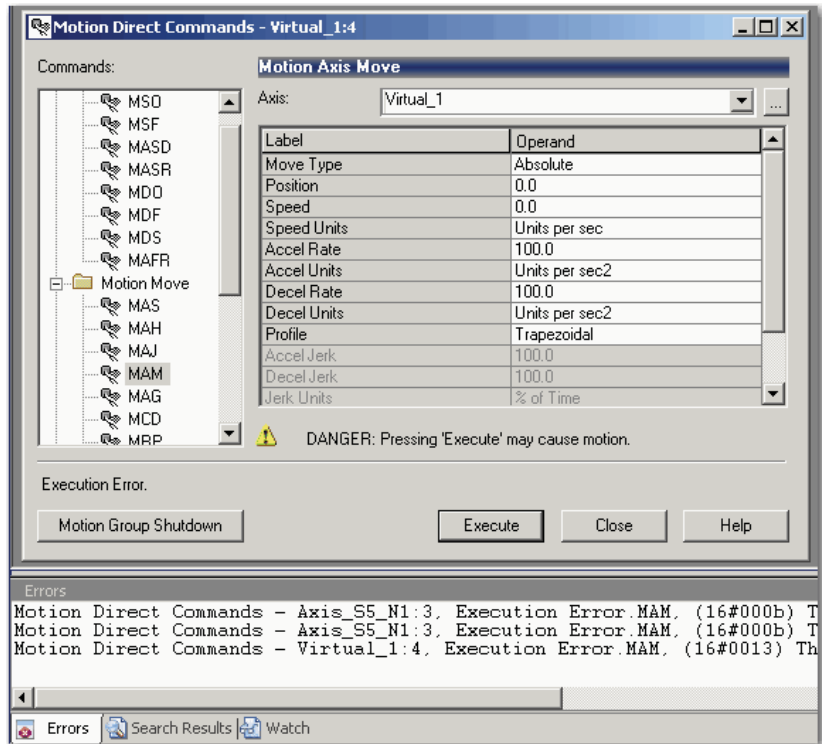 Motion Direct Commands - Virtual_1:4
Commands:
Motion Axis Move
MSO
MSF
MASD
MASR
MDO
MDF
MDS
MAFR
Motion Move
MAS
MAH
MAJ
MAM
MAG
MCD
MRP
Axis: Virtual_1 ...
Label Operand
Move Type Absolute
Position 0.0
Speed 0.0
Speed Units Units per sec
Accel Rate 100.0
Accel Units Units per sec2
Decel Rate 100.0
Decel Units Units per sec2
Profile Trapezoidal
Accel Jerk 100.0
Decel Jerk 100.0
Jerk Units % of Time
DANGER: Pressing 'Execute' may cause motion.
Execution Error.
Motion Group Shutdown Execute Close Help
Errors
Motion Direct Commands - Axis_S5_N1:3, Execution Error.MAM, (16#000b) T
Motion Direct Commands - Axis_S5_N1:3, Execution Error.MAM, (16#000b) T
Motion Direct Commands - Virtual_1:4, Execution Error.MAM, (16#0013) Th
Errors Search Results Watch